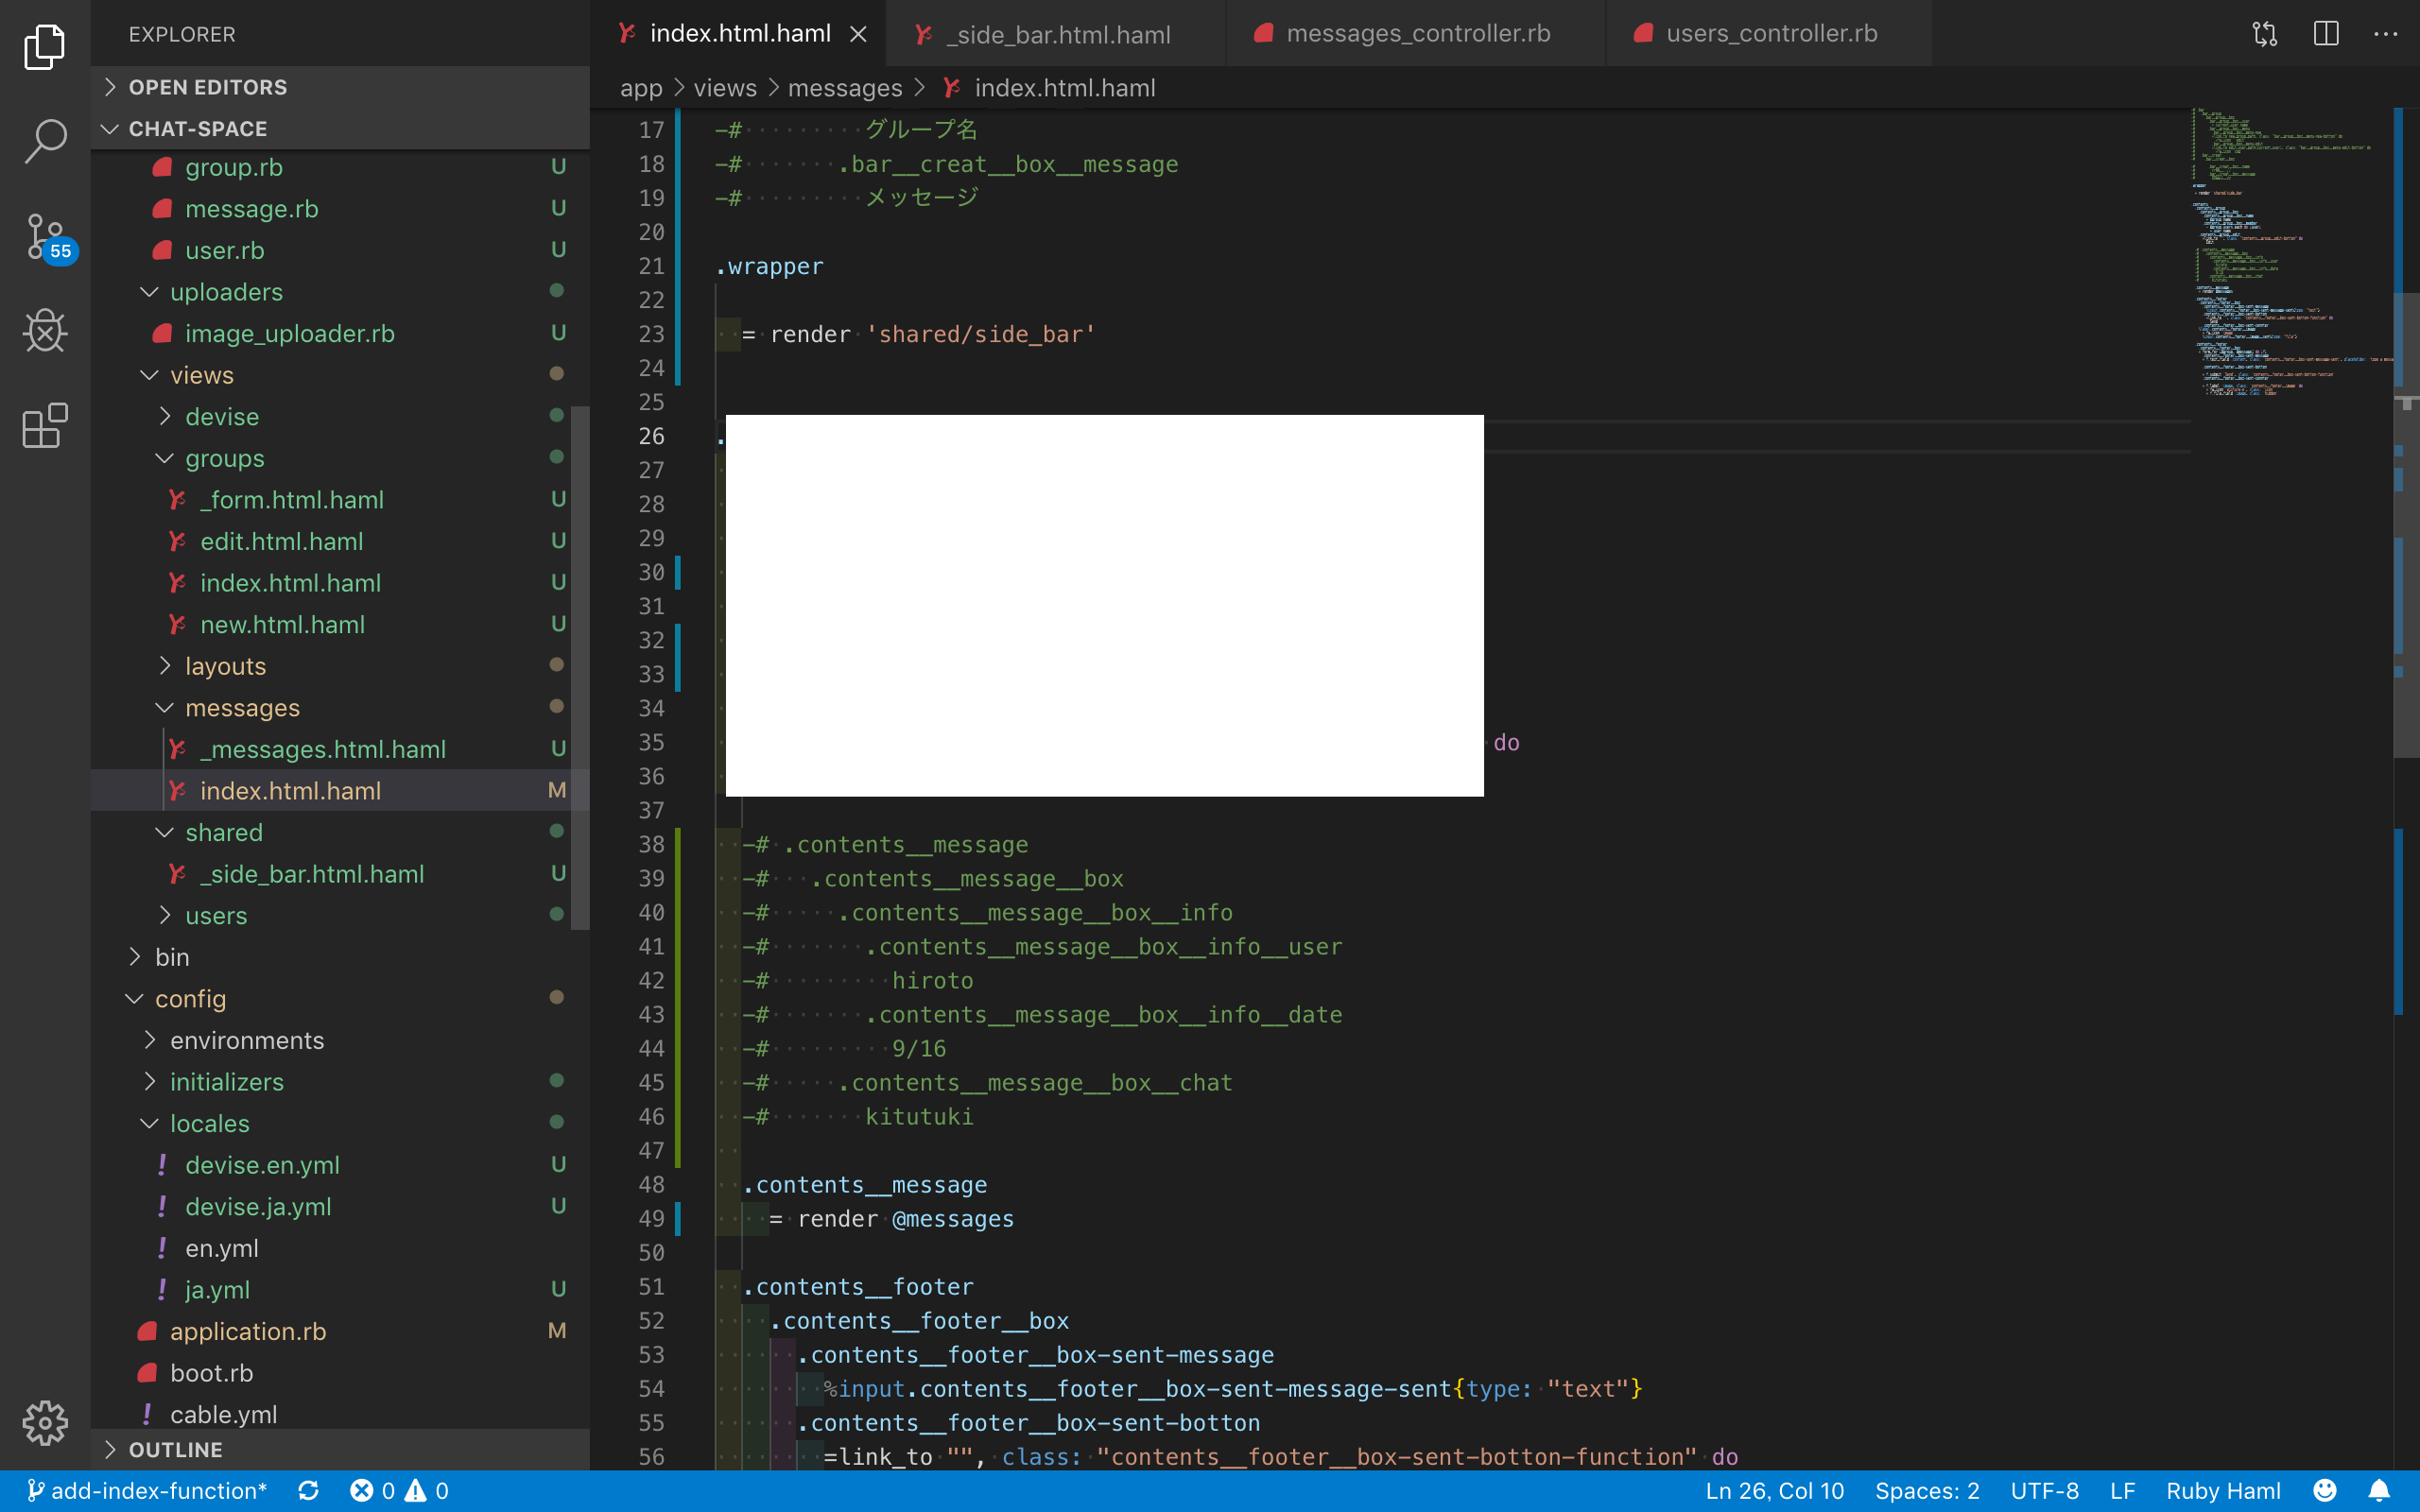 EXPLORER
OPEN EDITORS
CHAT-SPACE
group.rb U
message.rb U
user.rb U
uploaders
image_uploader.rb U
views
devise
groups
_form.html.haml U
edit.html.haml U
index.html.haml U
new.html.haml U
layouts
messages
_messages.html.haml U
index.html.haml M
shared
_side_bar.html.haml U
users
bin
config
environments
initializers
locales
devise.en.yml U
devise.ja.yml U
en.yml
ja.yml U
application.rb M
boot.rb
cable.yml
OUTLINE
55
index.html.haml
_side_bar.html.haml
messages_controller.rb
users_controller.rb
app > views > messages > index.html.haml
17 -#         グループ名
18 -#       .bar__creat__box__message
19 -#         メッセージ
20
21 .wrapper
22
23   = render 'shared/side_bar'
24
25
26 .
27
28
29
30
31
32
33
34
35 do
36
37
38   -# .contents__message
39   -#   .contents__message__box
40   -#     .contents__message__box__info
41   -#       .contents__message__box__info__user
42   -#         hiroto
43   -#       .contents__message__box__info__date
44   -#         9/16
45   -#     .contents__message__box__chat
46   -#       kitutuki
47
48   .contents__message
49     = render @messages
50
51   .contents__footer
52     .contents__footer__box
53       .contents__footer__box-sent-message
54         %input.contents__footer__box-sent-message-sent{type: "text"}
55       .contents__footer__box-sent-botton
56         =link_to "", class: "contents__footer__box-sent-botton-function" do
add-index-function* 0 0 Ln 26, Col 10 Spaces: 2 UTF-8 LF Ruby Haml